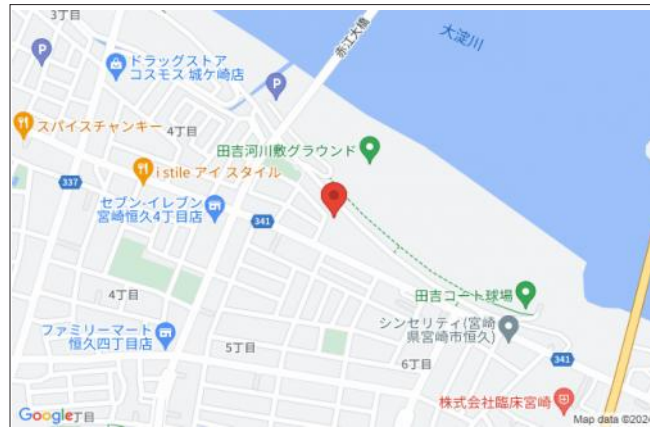 3丁目
赤江大橋
大淀川
P
ドラッグストア
コスモス 城ケ崎店
P
スパイスチャンキー
4丁目
田吉河川敷グラウンド
i stile アイ スタイル
337
セブン-イレブン
宮崎恒久4丁目店
341
4丁目
田吉コート球場
シンセリティ(宮崎
県宮崎市恒久)
ファミリーマート
恒久四丁目店
5丁目
6丁目
341
株式会社臨床宮崎
Google
丁目
Map data ©2024